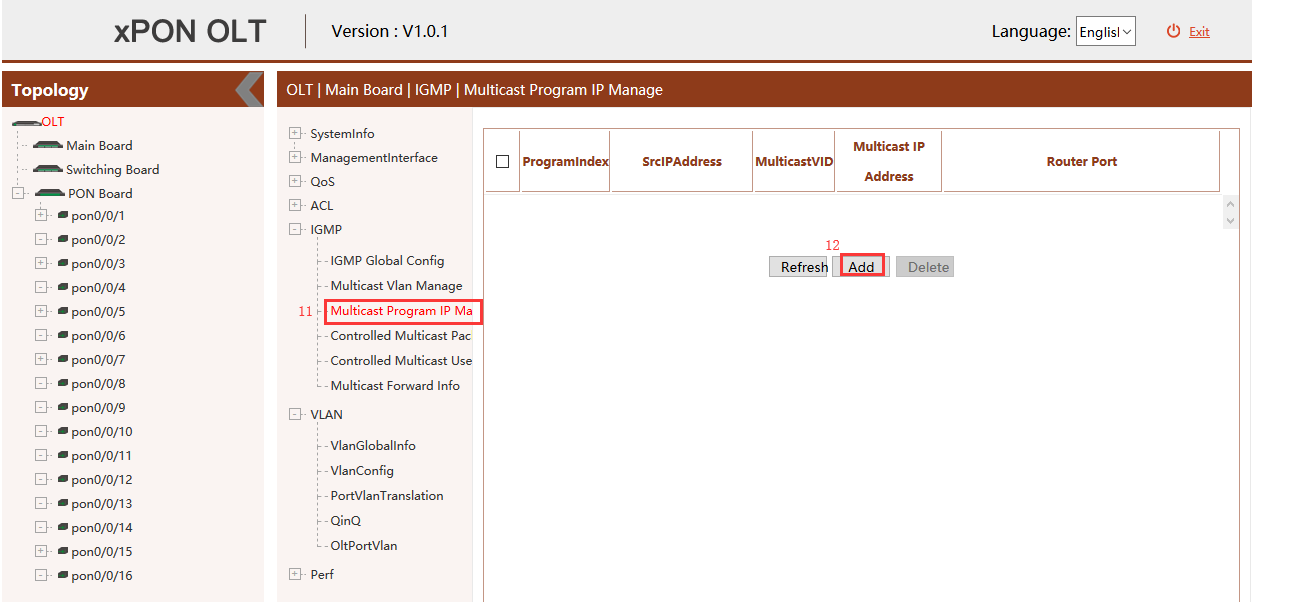 xPON OLT
Version : V1.0.1
Language: Englisl
Exit
Topology
OLT | Main Board | IGMP | Multicast Program IP Manage
OLT
Main Board
Switching Board
PON Board
pon0/0/1
pon0/0/2
pon0/0/3
pon0/0/4
pon0/0/5
pon0/0/6
pon0/0/7
pon0/0/8
pon0/0/9
pon0/0/10
pon0/0/11
pon0/0/12
pon0/0/13
pon0/0/14
pon0/0/15
pon0/0/16
SystemInfo
ManagementInterface
QoS
ACL
IGMP
IGMP Global Config
Multicast Vlan Manage
11 Multicast Program IP Ma
Controlled Multicast Pac
Controlled Multicast Use
Multicast Forward Info
VLAN
VlanGlobalInfo
VlanConfig
PortVlanTranslation
QinQ
OltPortVlan
Perf
ProgramIndex SrcIPAddress MulticastVID Multicast IP Router Port
Address
12
Refresh Add Delete